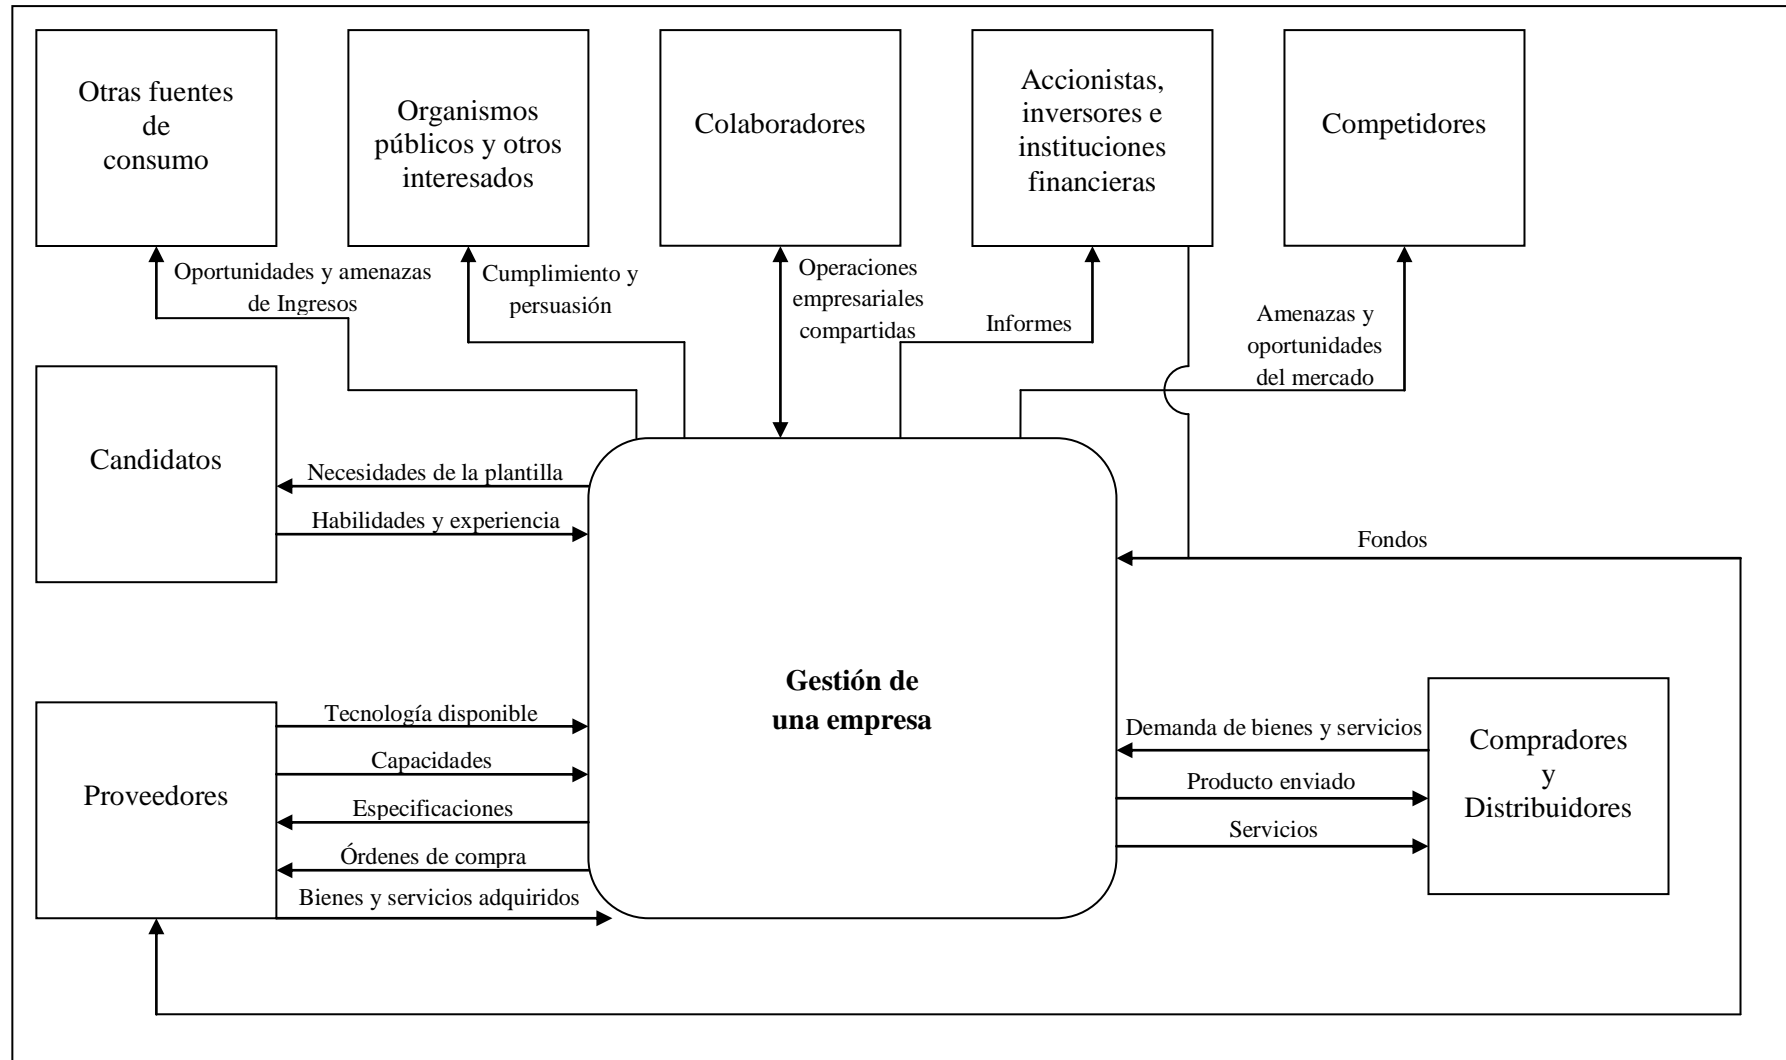 Otras fuentes
de
consumo
Organismos
públicos y otros
interesados
Colaboradores
Accionistas,
inversores e
instituciones
financieras
Competidores
Oportunidades y amenazas
de Ingresos
Cumplimiento y
persuasión
Operaciones
empresariales
compartidas
Informes
Amenazas y
oportunidades
del mercado
Candidatos
Necesidades de la plantilla
Habilidades y experiencia
Fondos
Gestión de
una empresa
Proveedores
Tecnología disponible
Capacidades
Especificaciones
Órdenes de compra
Bienes y servicios adquiridos
Demanda de bienes y servicios
Producto enviado
Servicios
Compradores
y
Distribuidores